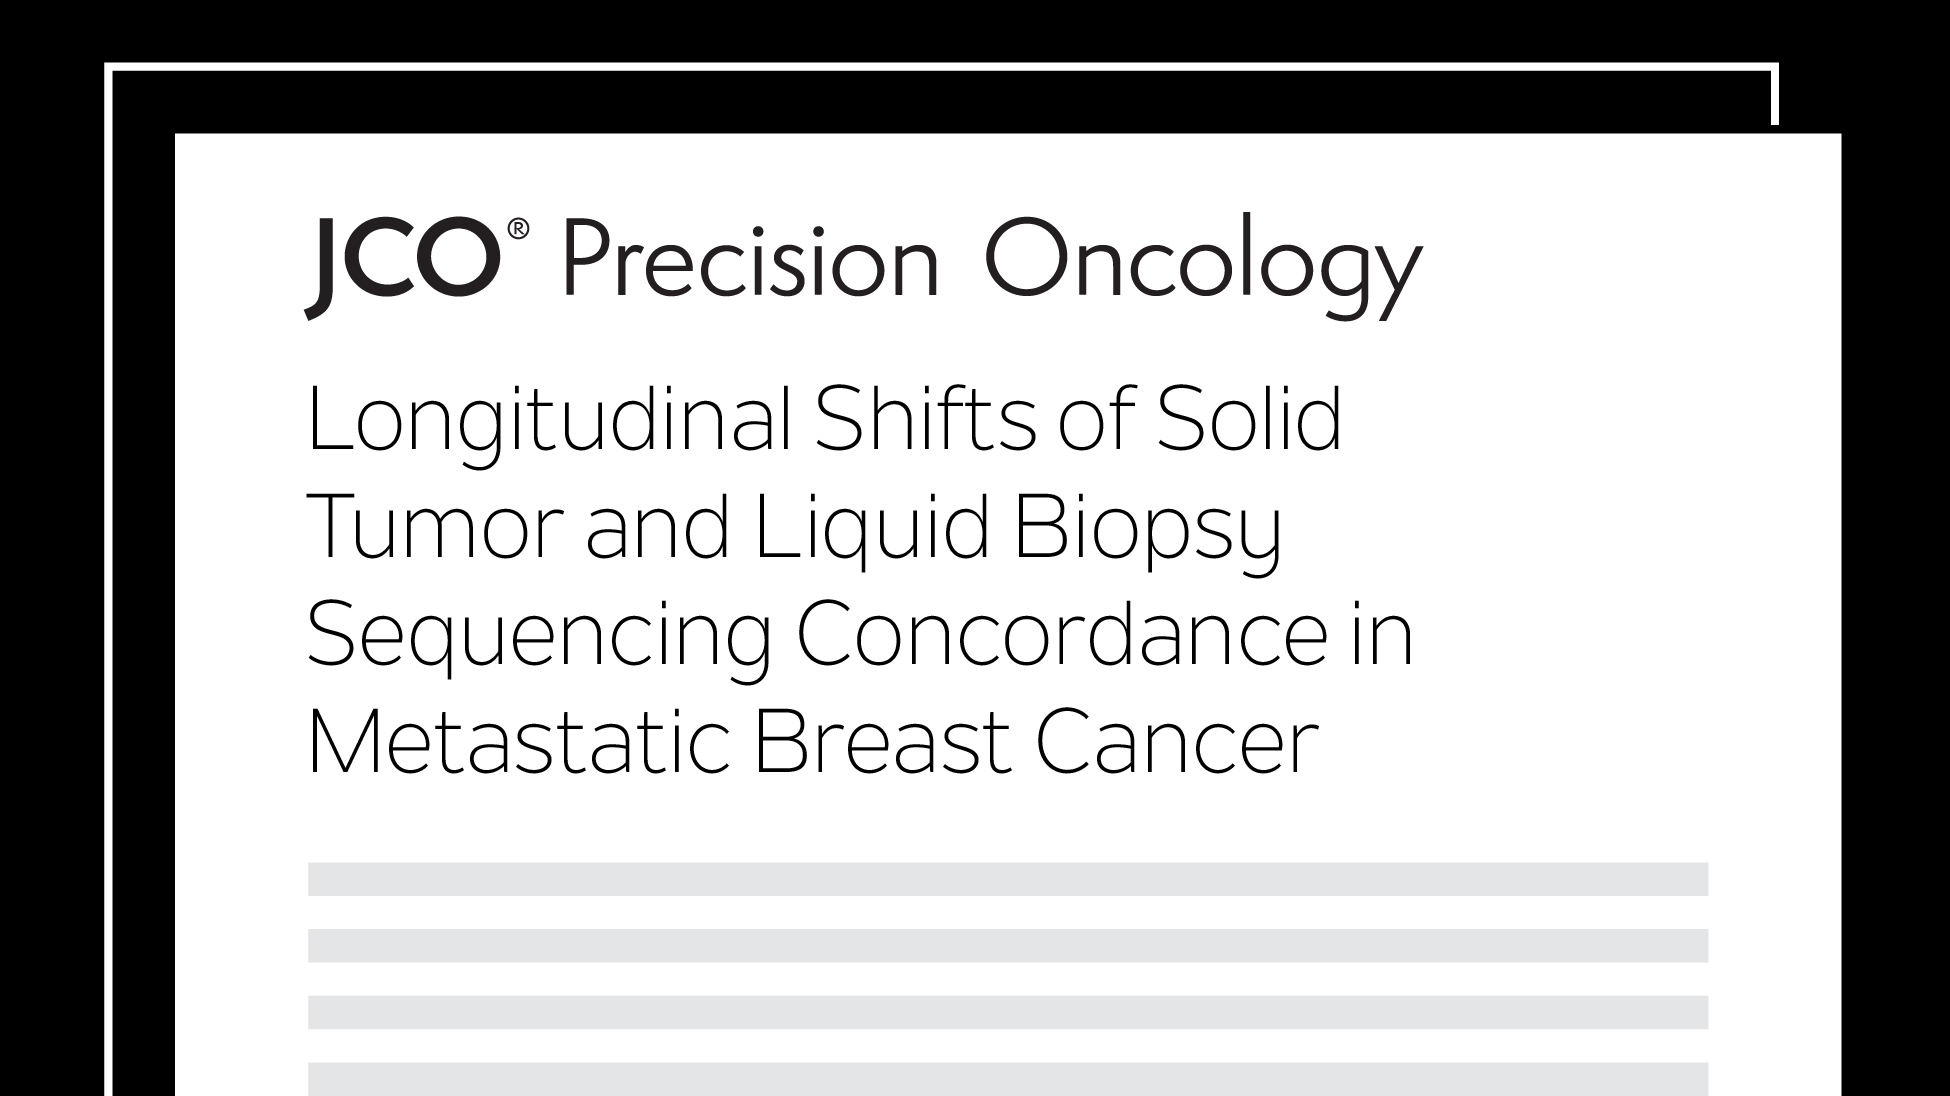 JCO® Precision Oncology
Longitudinal Shifts of Solid
Tumor and Liquid Biopsy
Sequencing Concordance in
Metastatic Breast Cancer